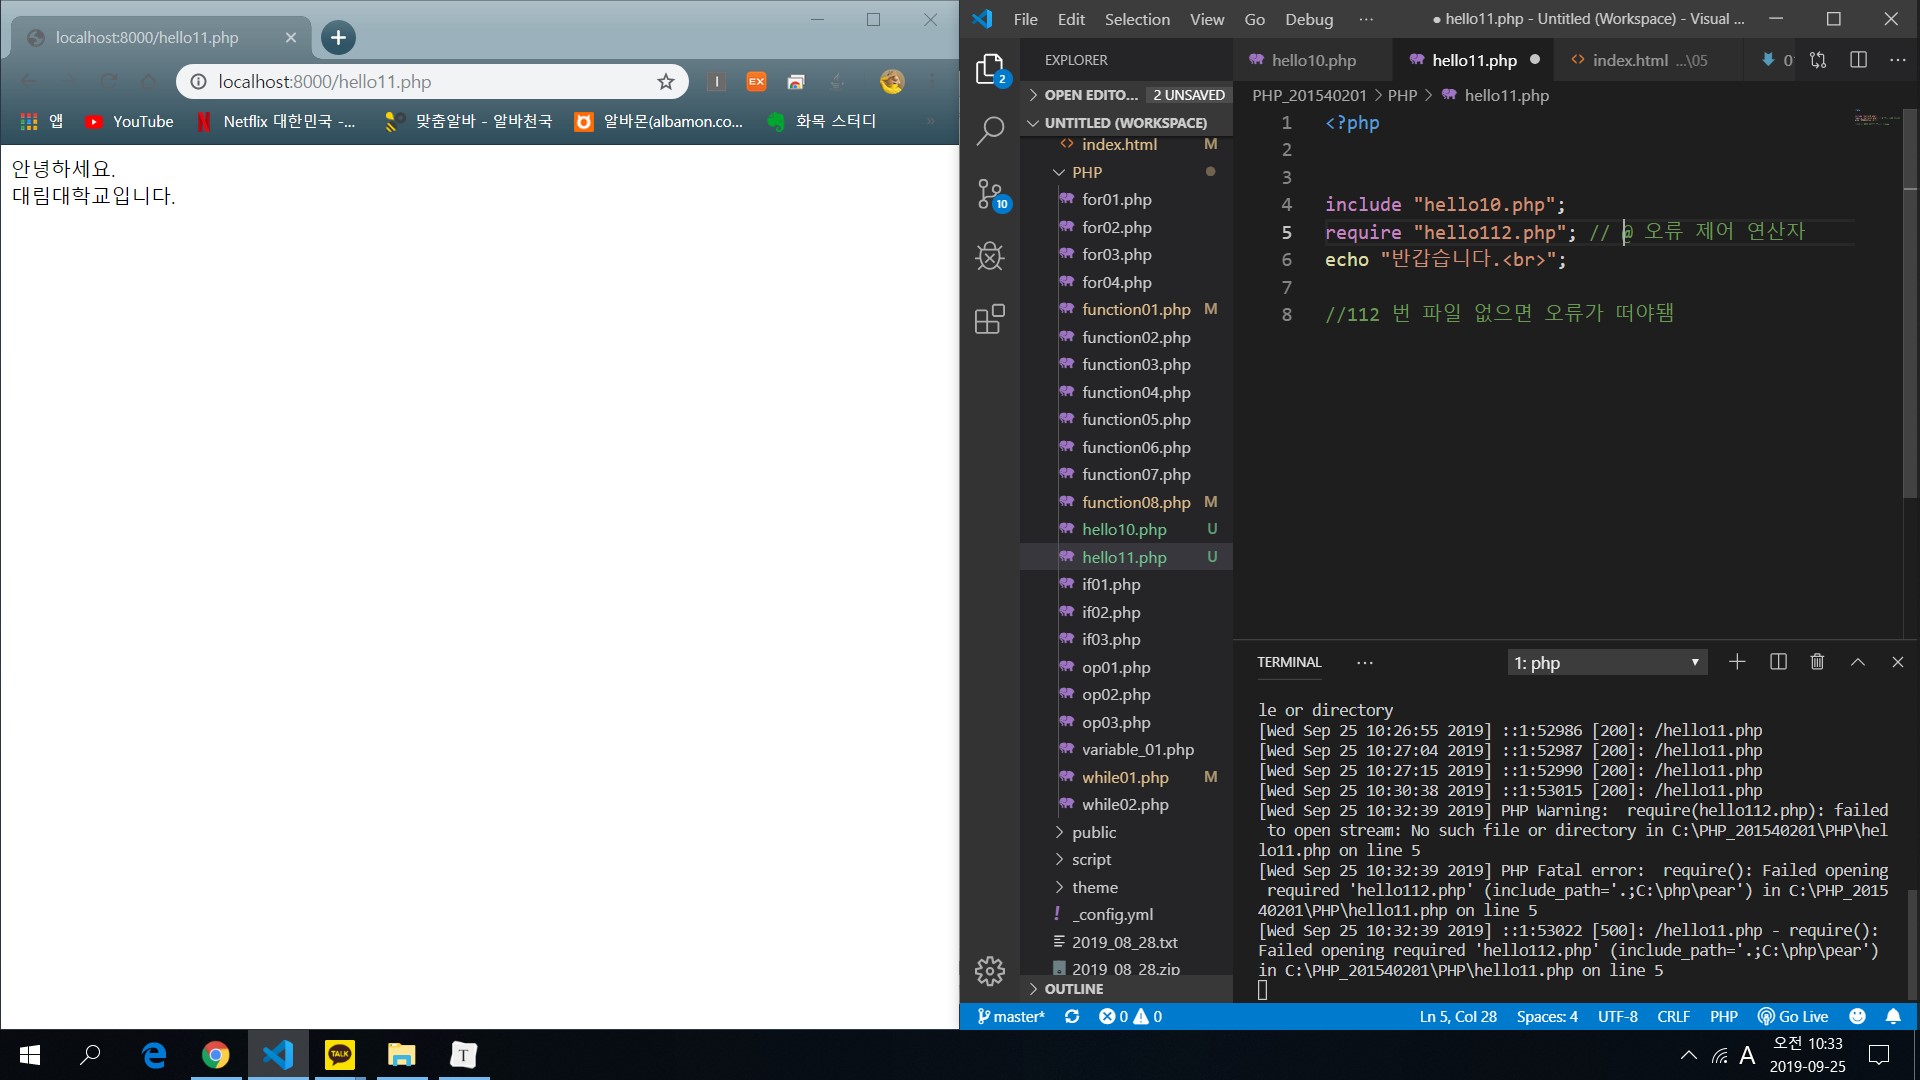 localhost:8000/hello11.php
localhost:8000/hello11.php
EX
앱 YouTube Netflix 대한민국 -... 맞춤알바 - 알바천국 알바몬(albamon.co... 화목 스터디 »
안녕하세요.
대림대학교입니다.
File Edit Selection View Go Debug ··· ● hello11.php - Untitled (Workspace) - Visual ...
2
10
EXPLORER
OPEN EDITO... 2 UNSAVED
UNTITLED (WORKSPACE)
index.html M
PHP
for01.php
for02.php
for03.php
for04.php
function01.php M
function02.php
function03.php
function04.php
function05.php
function06.php
function07.php
function08.php M
hello10.php U
hello11.php U
if01.php
if02.php
if03.php
op01.php
op02.php
op03.php
variable_01.php
while01.php M
while02.php
public
script
theme
_config.yml
2019_08_28.txt
2019_08_28.zip
OUTLINE
hello10.php hello11.php index.html ...\05 0
PHP_201540201 > PHP > hello11.php
1 <?php
2
3
4 include "hello10.php";
5 require "hello112.php"; // @ 오류 제어 연산자
6 echo "반갑습니다.<br>";
7
8 //112 번 파일 없으면 오류가 떠야됌
TERMINAL ··· 1: php
le or directory
[Wed Sep 25 10:26:55 2019] ::1:52986 [200]: /hello11.php
[Wed Sep 25 10:27:04 2019] ::1:52987 [200]: /hello11.php
[Wed Sep 25 10:27:15 2019] ::1:52990 [200]: /hello11.php
[Wed Sep 25 10:30:38 2019] ::1:53015 [200]: /hello11.php
[Wed Sep 25 10:32:39 2019] PHP Warning:  require(hello112.php): failed
 to open stream: No such file or directory in C:\PHP_201540201\PHP\hel
lo11.php on line 5
[Wed Sep 25 10:32:39 2019] PHP Fatal error:  require(): Failed opening
 required 'hello112.php' (include_path='.;C:\php\pear') in C:\PHP_2015
40201\PHP\hello11.php on line 5
[Wed Sep 25 10:32:39 2019] ::1:53022 [500]: /hello11.php - require():
Failed opening required 'hello112.php' (include_path='.;C:\php\pear')
in C:\PHP_201540201\PHP\hello11.php on line 5
master* 0 0 Ln 5, Col 28 Spaces: 4 UTF-8 CRLF PHP Go Live
TALK T A 오전 10:33
2019-09-25